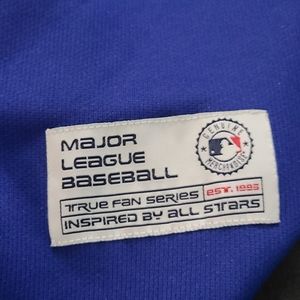 MAJOR
LEAGUE
BASEBALL
TRUE FAN SERIES EST. 1995
INSPIRED BY ALL STARS
GENUINE
MERCHANDISE